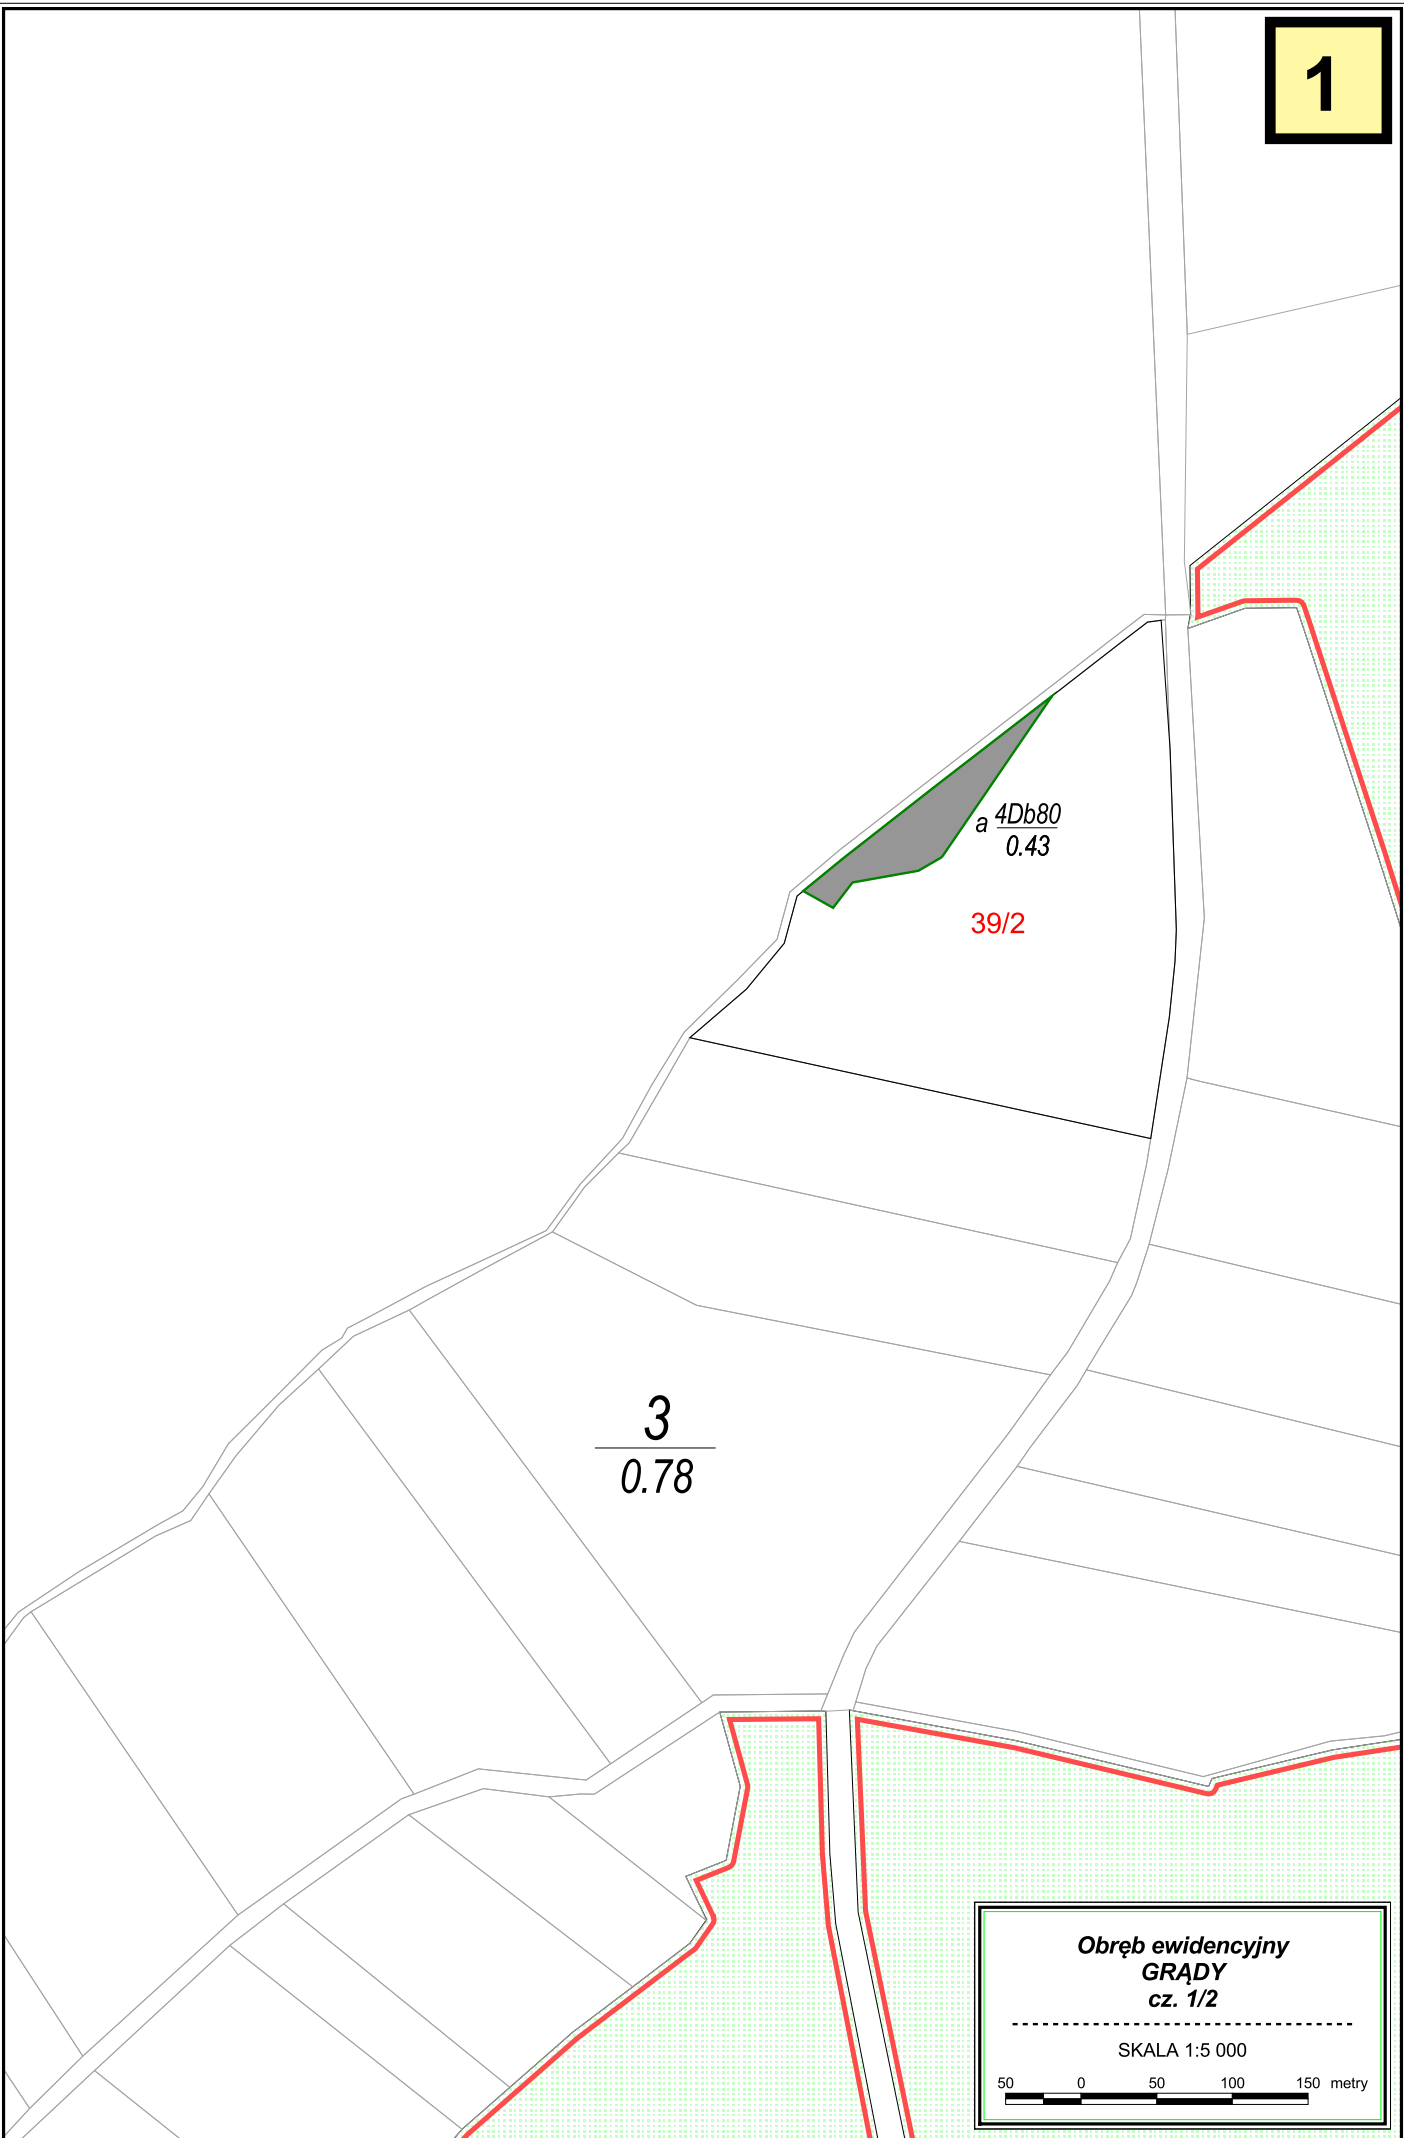 1
a 4Db80
0.43
39/2
3
0.78
Obręb ewidencyjny
GRĄDY
cz. 1/2
SKALA 1:5 000
50 0 50 100 150 metry